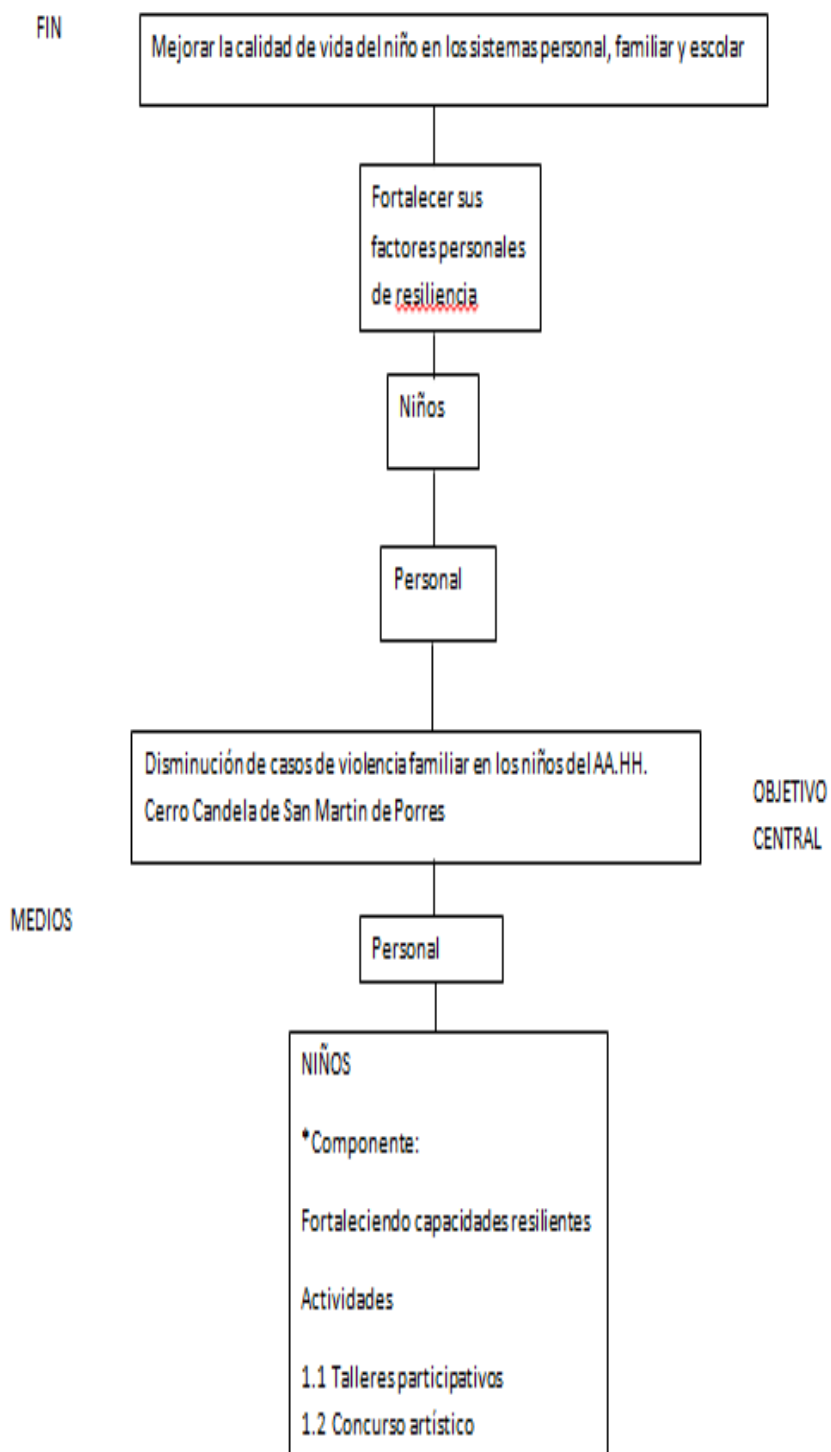 FIN
Mejorar la calidad de vida del niño en los sistemas personal, familiar y escolar
Fortalecer sus
factores personales
de resiliencia
Niños
Personal
Disminución de casos de violencia familiar en los niños del AA.HH.
Cerro Candela de San Martin de Porres
OBJETIVO
CENTRAL
MEDIOS
Personal
NIÑOS
*Componente:
Fortaleciendo capacidades resilientes
Actividades
1.1 Talleres participativos
1.2 Concurso artístico